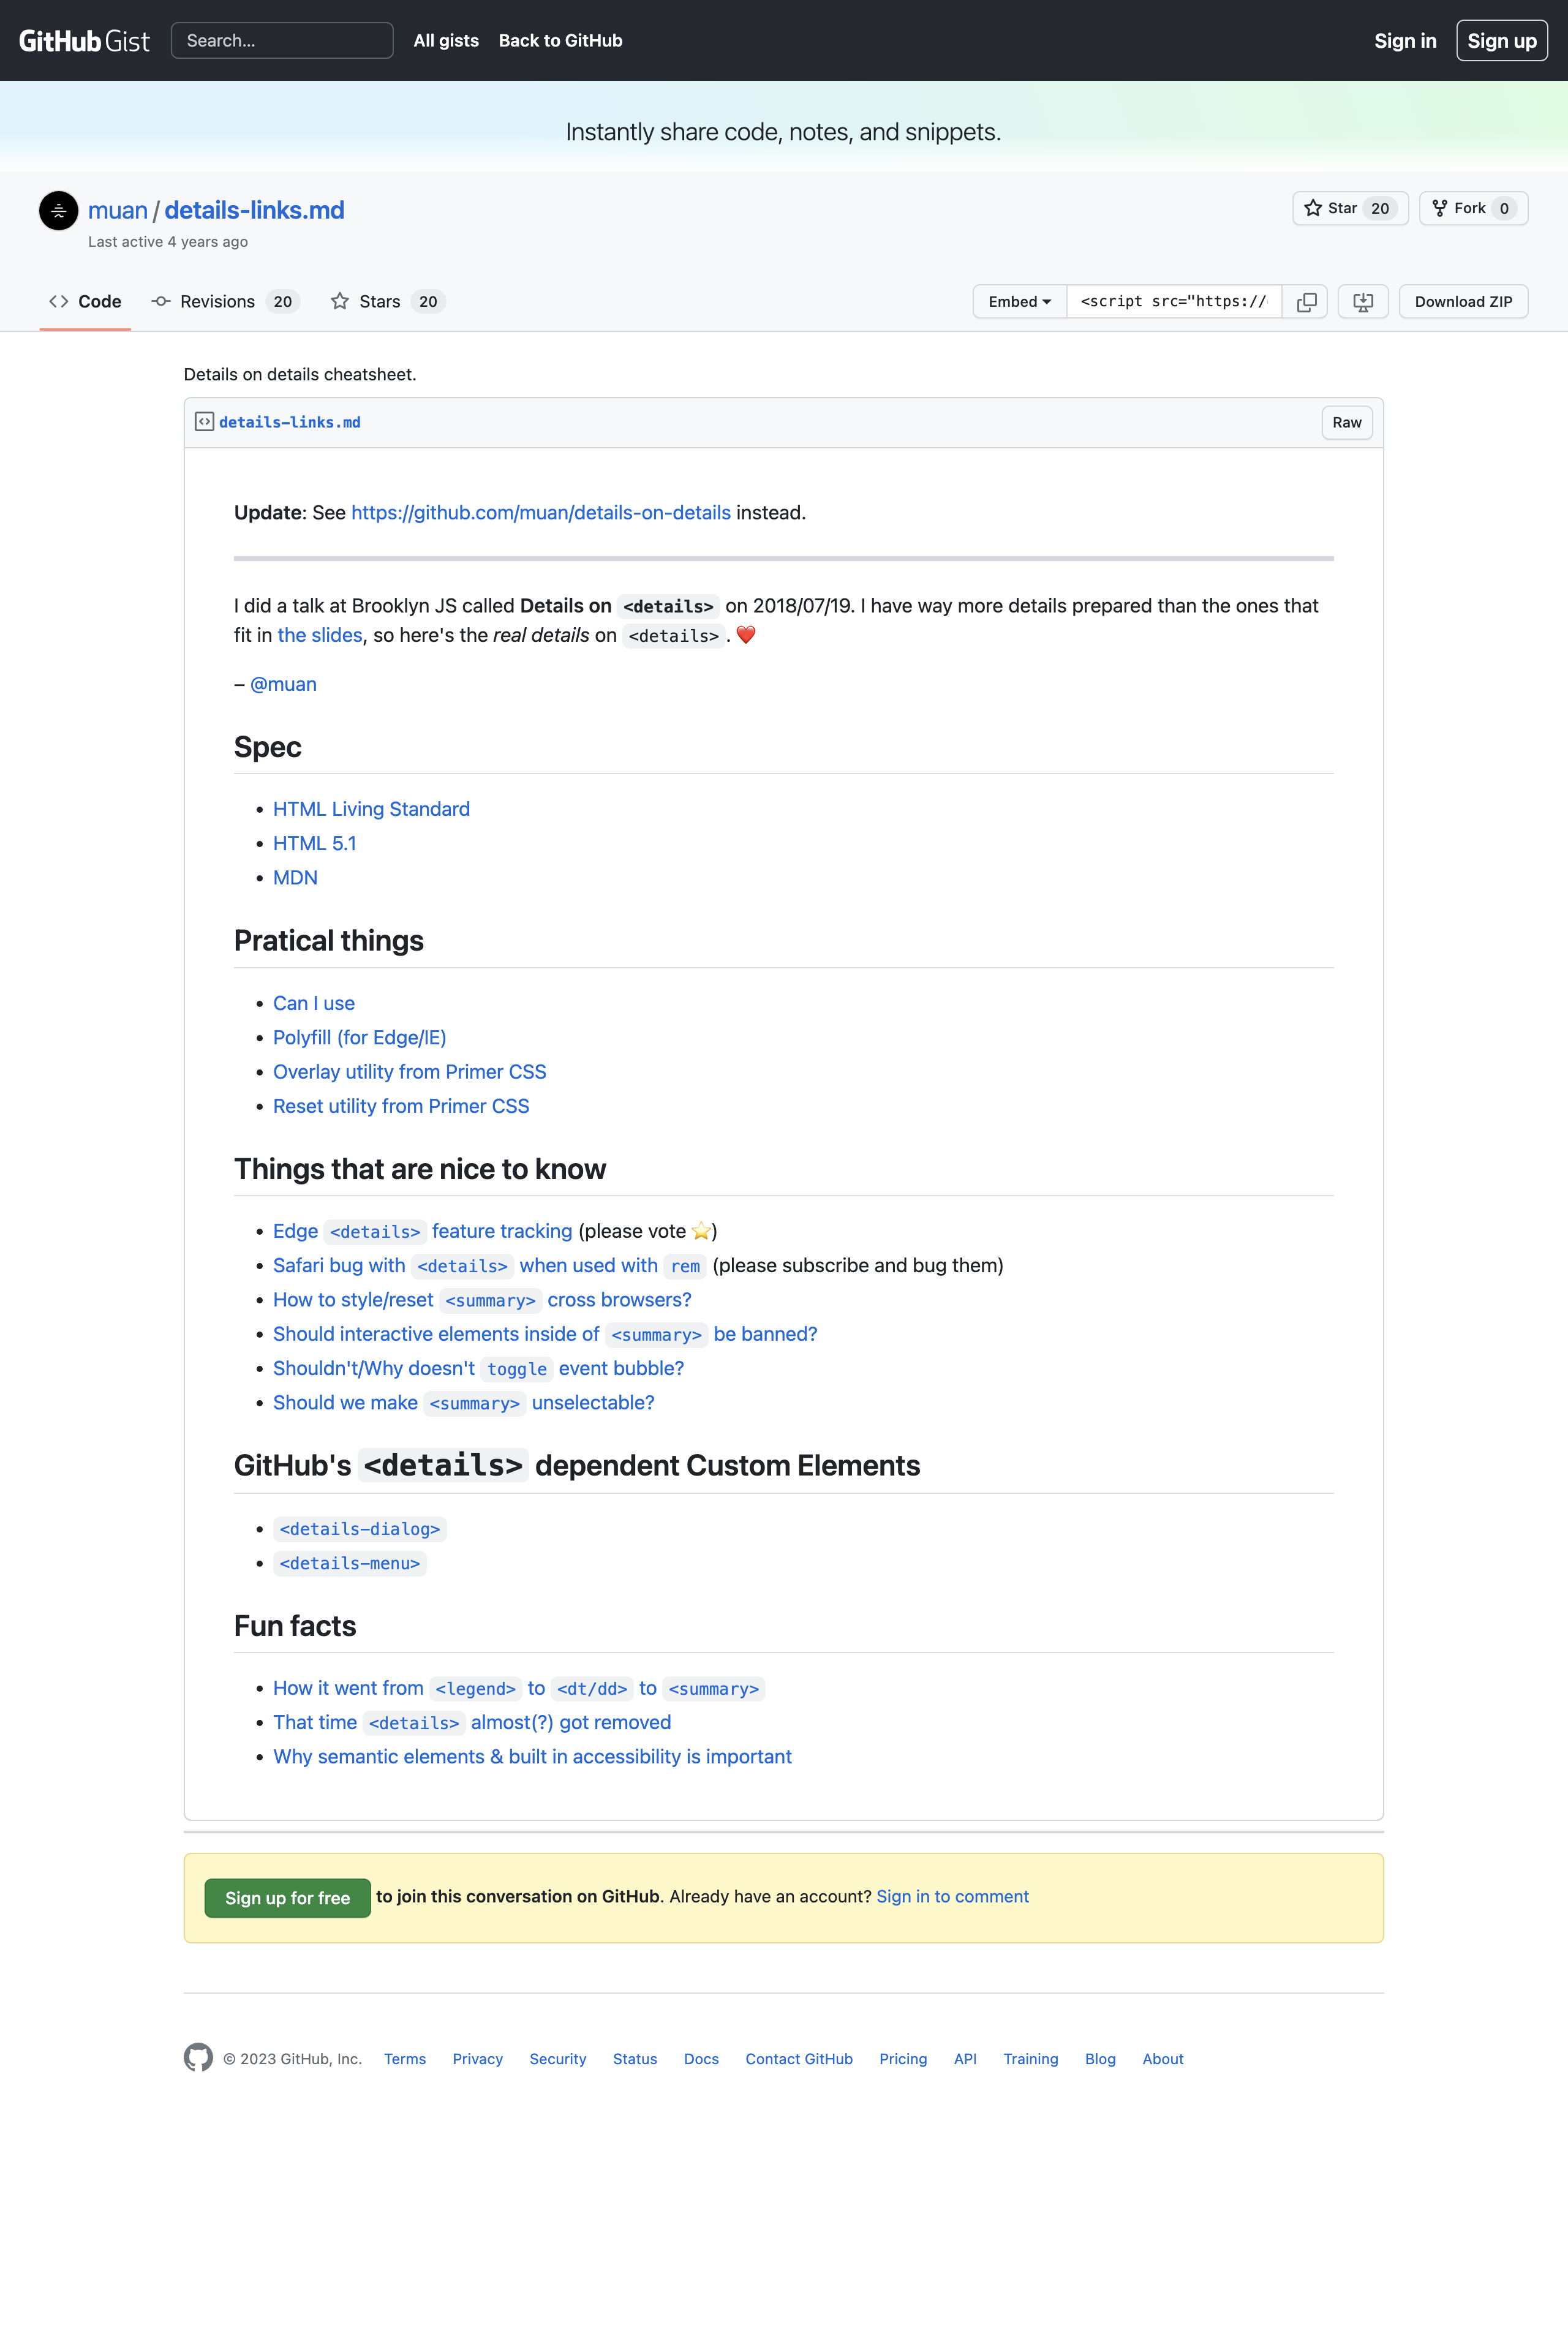 GitHub Gist Search... All gists Back to GitHub Sign in Sign up
Instantly share code, notes, and snippets.
muan / details-links.md Star 20 Fork 0
Last active 4 years ago
Code Revisions 20 Stars 20 Embed <script src="https:// Download ZIP
Details on details cheatsheet.
details-links.md Raw
Update: See https://github.com/muan/details-on-details instead.
I did a talk at Brooklyn JS called Details on <details> on 2018/07/19. I have way more details prepared than the ones that
fit in the slides, so here's the real details on <details>. ❤️
– @muan
Spec
• HTML Living Standard
• HTML 5.1
• MDN
Pratical things
• Can I use
• Polyfill (for Edge/IE)
• Overlay utility from Primer CSS
• Reset utility from Primer CSS
Things that are nice to know
• Edge <details> feature tracking (please vote ⭐)
• Safari bug with <details> when used with rem (please subscribe and bug them)
• How to style/reset <summary> cross browsers?
• Should interactive elements inside of <summary> be banned?
• Shouldn't/Why doesn't toggle event bubble?
• Should we make <summary> unselectable?
GitHub's <details> dependent Custom Elements
• <details-dialog>
• <details-menu>
Fun facts
• How it went from <legend> to <dt/dd> to <summary>
• That time <details> almost(?) got removed
• Why semantic elements & built in accessibility is important
Sign up for free to join this conversation on GitHub. Already have an account? Sign in to comment
© 2023 GitHub, Inc. Terms Privacy Security Status Docs Contact GitHub Pricing API Training Blog About